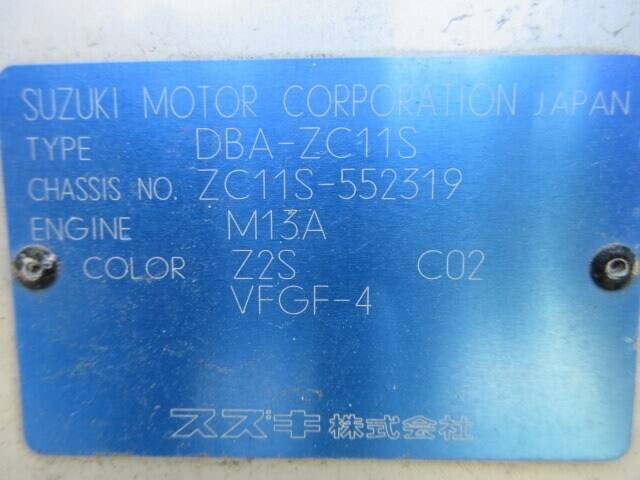 SUZUKI MOTOR CORPORATION JAPAN
TYPE DBA-ZC11S
CHASSIS NO. ZC11S-552319
ENGINE M13A
COLOR Z2S C02
VFGF-4
スズキ株式会社